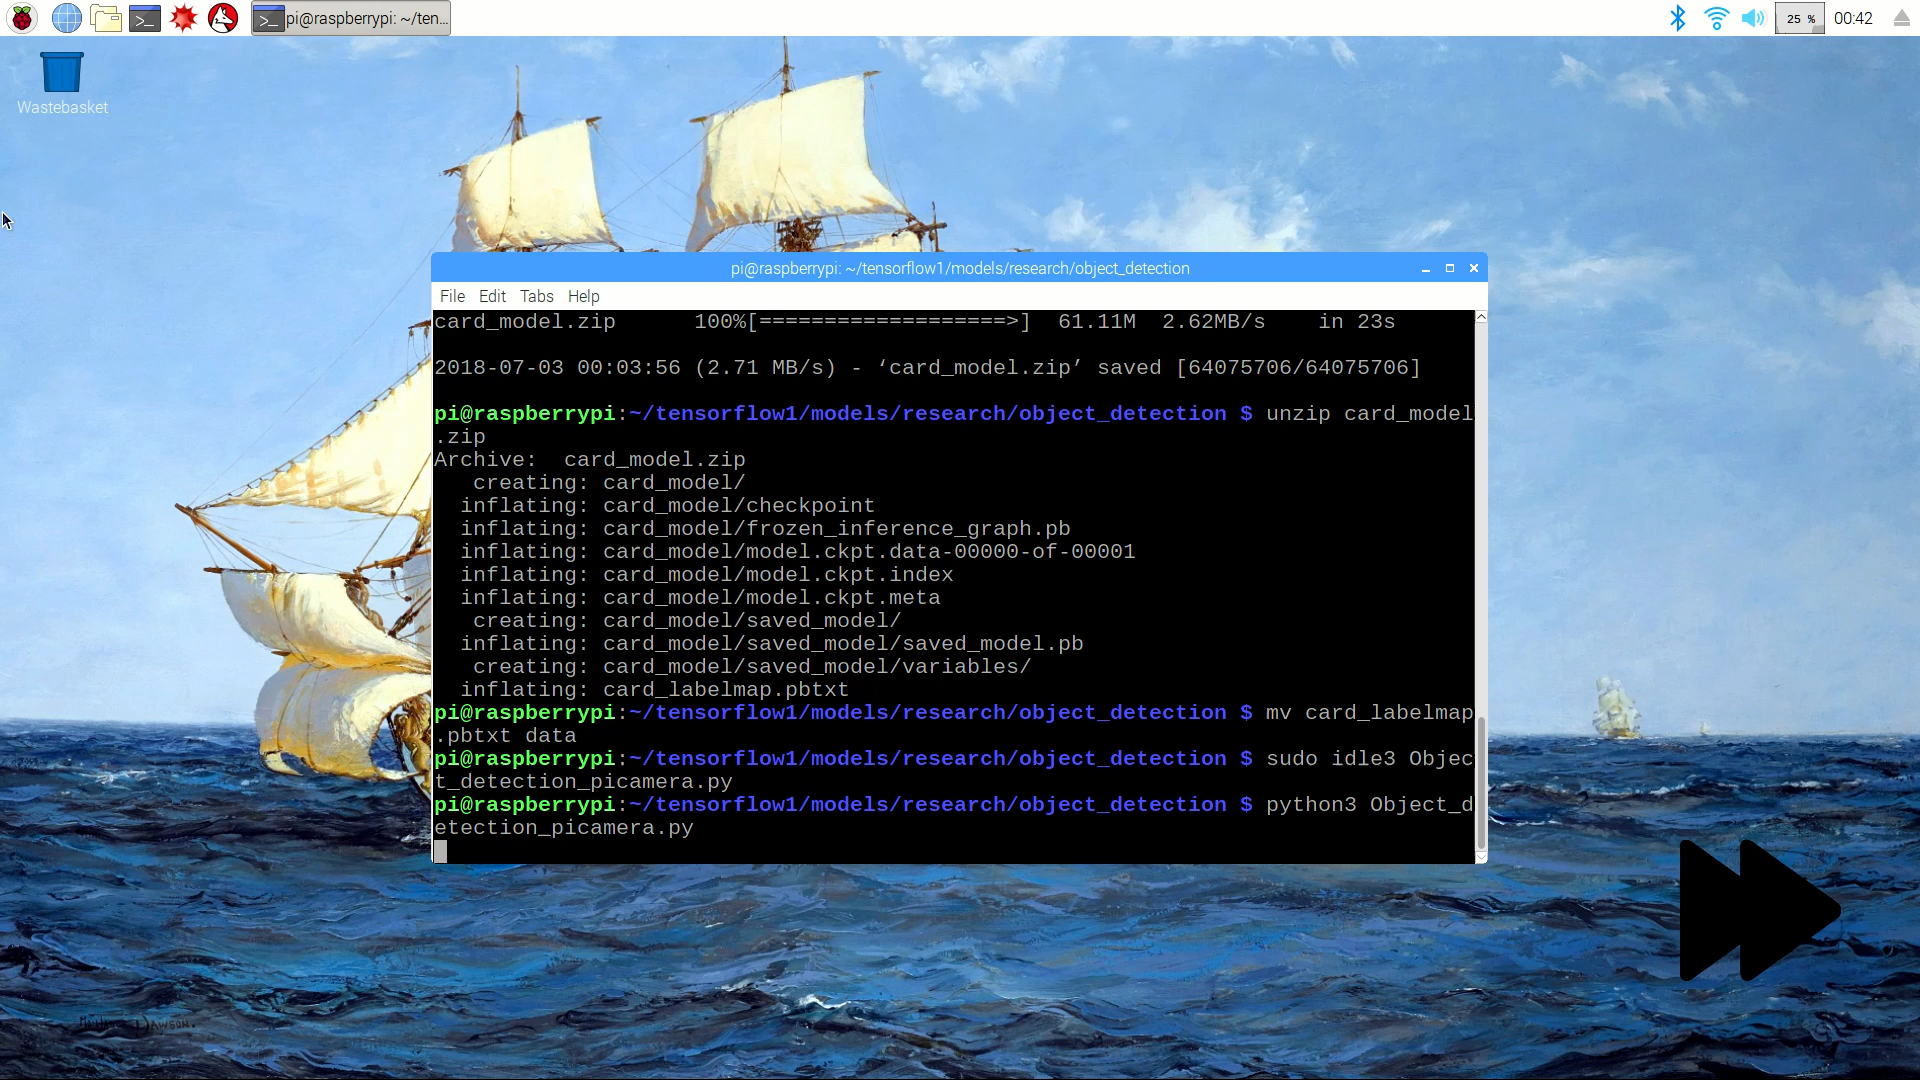 pi@raspberrypi: ~/ten...
25 %
00:42
Wastebasket
pi@raspberrypi: ~/tensorflow1/models/research/object_detection
File Edit Tabs Help
card_model.zip 100%[===================>] 61.11M 2.62MB/s in 23s
2018-07-03 00:03:56 (2.71 MB/s) - ‘card_model.zip’ saved [64075706/64075706]
pi@raspberrypi:~/tensorflow1/models/research/object_detection $ unzip card_model
.zip
Archive: card_model.zip
creating: card_model/
inflating: card_model/checkpoint
inflating: card_model/frozen_inference_graph.pb
inflating: card_model/model.ckpt.data-00000-of-00001
inflating: card_model/model.ckpt.index
inflating: card_model/model.ckpt.meta
creating: card_model/saved_model/
inflating: card_model/saved_model/saved_model.pb
creating: card_model/saved_model/variables/
inflating: card_labelmap.pbtxt
pi@raspberrypi:~/tensorflow1/models/research/object_detection $ mv card_labelmap
.pbtxt data
pi@raspberrypi:~/tensorflow1/models/research/object_detection $ sudo idle3 Objec
t_detection_picamera.py
pi@raspberrypi:~/tensorflow1/models/research/object_detection $ python3 Object_d
etection_picamera.py